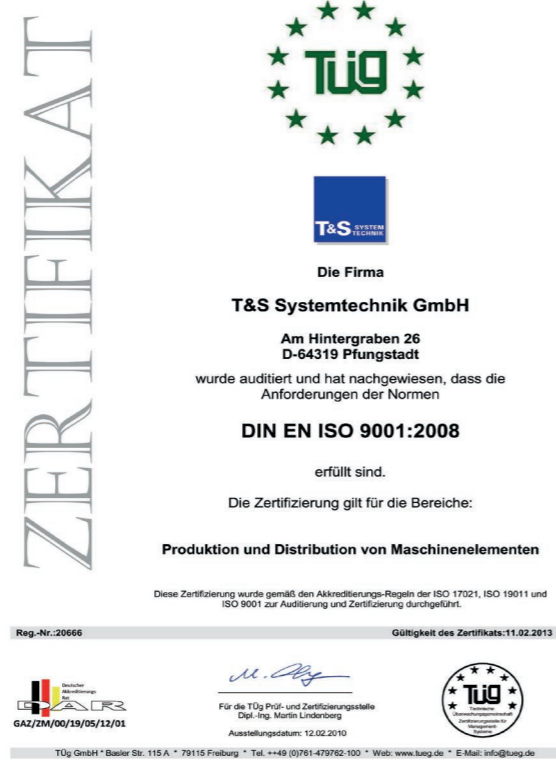 ZERTIFIKAT
TÜg
T&S SYSTEM
TECHNIK
Die Firma
T&S Systemtechnik GmbH
Am Hintergraben 26
D-64319 Pfungstadt
wurde auditiert und hat nachgewiesen, dass die
Anforderungen der Normen
DIN EN ISO 9001:2008
erfüllt sind.
Die Zertifizierung gilt für die Bereiche:
Produktion und Distribution von Maschinenelementen
Diese Zertifizierung wurde gemäß den Akkreditierungs-Regeln der ISO 17021, ISO 19011 und
ISO 9001 zur Auditierung und Zertifizierung durchgeführt.
Reg.-Nr.:20666 Gültigkeit des Zertifikats:11.02.2013
Deutscher
Akkreditierungs
Rat
DAR
GAZ/ZM/00/19/05/12/01
Für die TÜg Prüf- und Zertifizierungsstelle
Dipl.-Ing. Martin Lindenberg
Ausstellungsdatum: 12.02.2010
TÜg
Technische
Überwachungsgemeinschaft
Zertifizierungsstelle für
Management-
Systeme
TÜg GmbH * Basler Str. 115 A * 79115 Freiburg * Tel. ++49 (0)761-479762-100 * Web: www.tueg.de * E-Mail: info@tueg.de